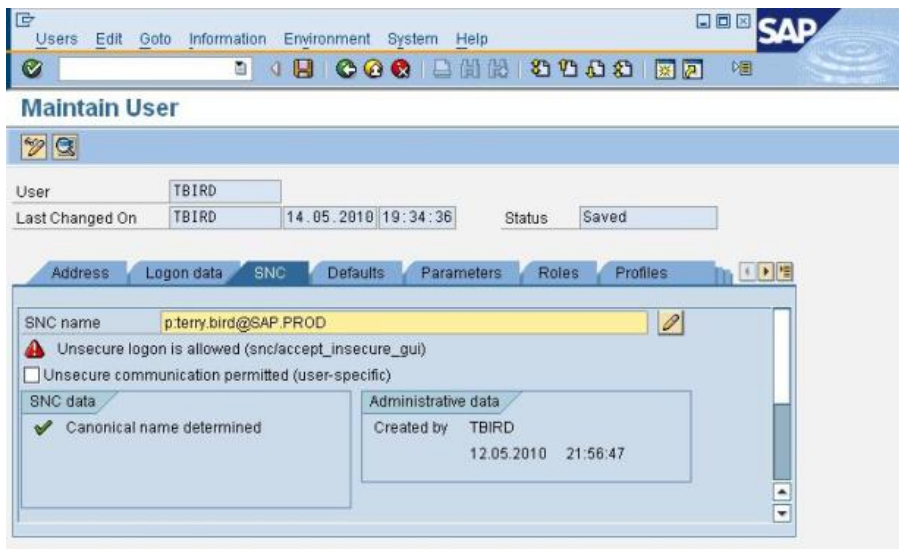 SAP
Users Edit Goto Information Environment System Help
Maintain User
User TBIRD
Last Changed On TBIRD 14.05.2010 19:34:36 Status Saved
Address Logon data SNC Defaults Parameters Roles Profiles
SNC name p:terry.bird@SAP.PROD
Unsecure logon is allowed (snc/accept_insecure_gui)
Unsecure communication permitted (user-specific)
SNC data
Canonical name determined
Administrative data
Created by TBIRD
12.05.2010 21:56:47